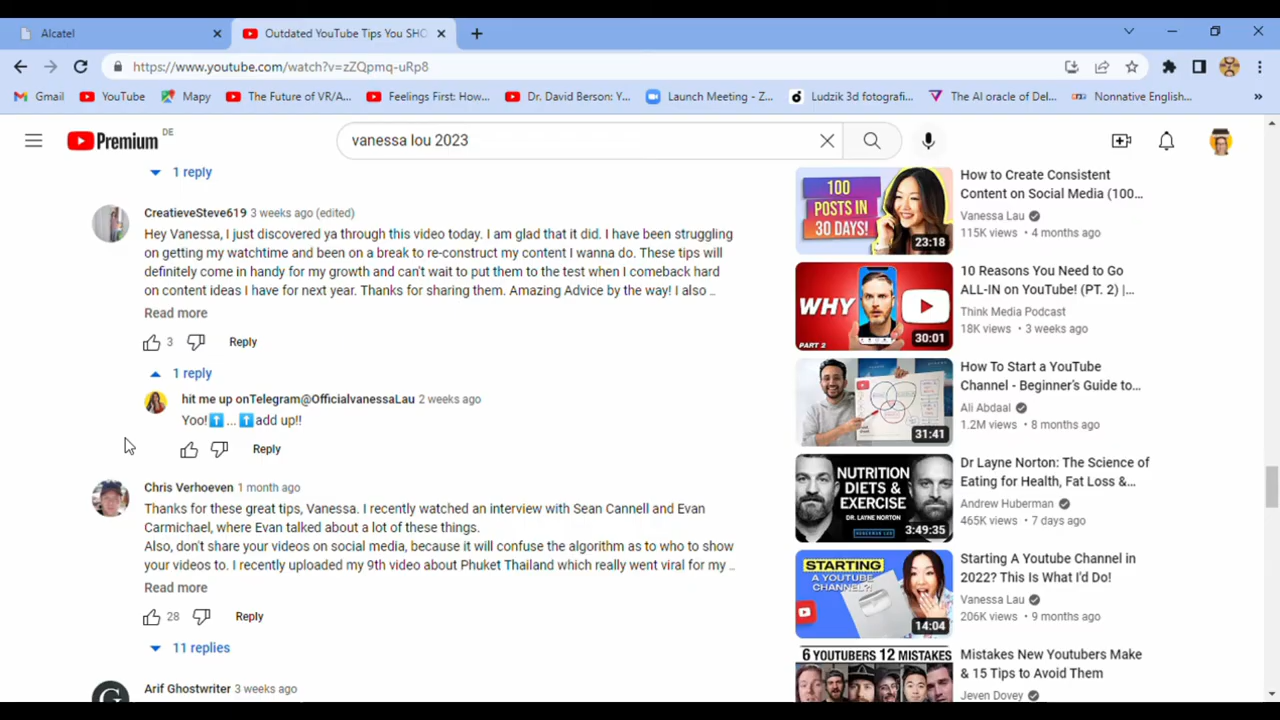 Alcatel
Outdated YouTube Tips You SHO
https://www.youtube.com/watch?v=zZQpmq-uRp8
Gmail
YouTube
Mapy
The Future of VR/A...
Feelings First: How...
Dr. David Berson: Y...
Launch Meeting - Z...
Ludzik 3d fotografi...
The AI oracle of Del...
Nonnative English...
»
Premium DE
vanessa lou 2023
1 reply
CreatieveSteve619 3 weeks ago (edited)
Hey Vanessa, I just discovered ya through this video today. I am glad that it did. I have been struggling
on getting my watchtime and been on a break to re-construct my content I wanna do. These tips will
definitely come in handy for my growth and can't wait to put them to the test when I comeback hard
on content ideas I have for next year. Thanks for sharing them. Amazing Advice by the way! I also ..
Read more
3 Reply
1 reply
hit me up onTelegram@OfficialvanessaLau 2 weeks ago
Yoo!⬆️ ... ⬆️add up!!
Reply
Chris Verhoeven 1 month ago
Thanks for these great tips, Vanessa. I recently watched an interview with Sean Cannell and Evan
Carmichael, where Evan talked about a lot of these things.
Also, don't share your videos on social media, because it will confuse the algorithm as to who to show
your videos to. I recently uploaded my 9th video about Phuket Thailand which really went viral for my ..
Read more
28 Reply
11 replies
G
Arif Ghostwriter 3 weeks ago
100
POSTS IN
30 DAYS!
23:18
How to Create Consistent
Content on Social Media (100...
Vanessa Lau
115K views • 4 months ago
WHY
PART 2
30:01
10 Reasons You Need to Go
ALL-IN on YouTube! (PT. 2) |...
Think Media Podcast
18K views • 3 weeks ago
31:41
How To Start a YouTube
Channel - Beginner's Guide to...
Ali Abdaal
1.2M views • 8 months ago
NUTRITION
DIETS &
EXERCISE
DR. LAYNE NORTON
HUBERMAN LAB
3:49:35
Dr Layne Norton: The Science of
Eating for Health, Fat Loss &...
Andrew Huberman
465K views • 7 days ago
STARTING
A YOUTUBE
CHANNEL?!
14:04
Starting A Youtube Channel in
2022? This Is What I'd Do!
Vanessa Lau
206K views • 9 months ago
6 YOUTUBERS 12 MISTAKES
Mistakes New Youtubers Make
& 15 Tips to Avoid Them
Jeven Dovey